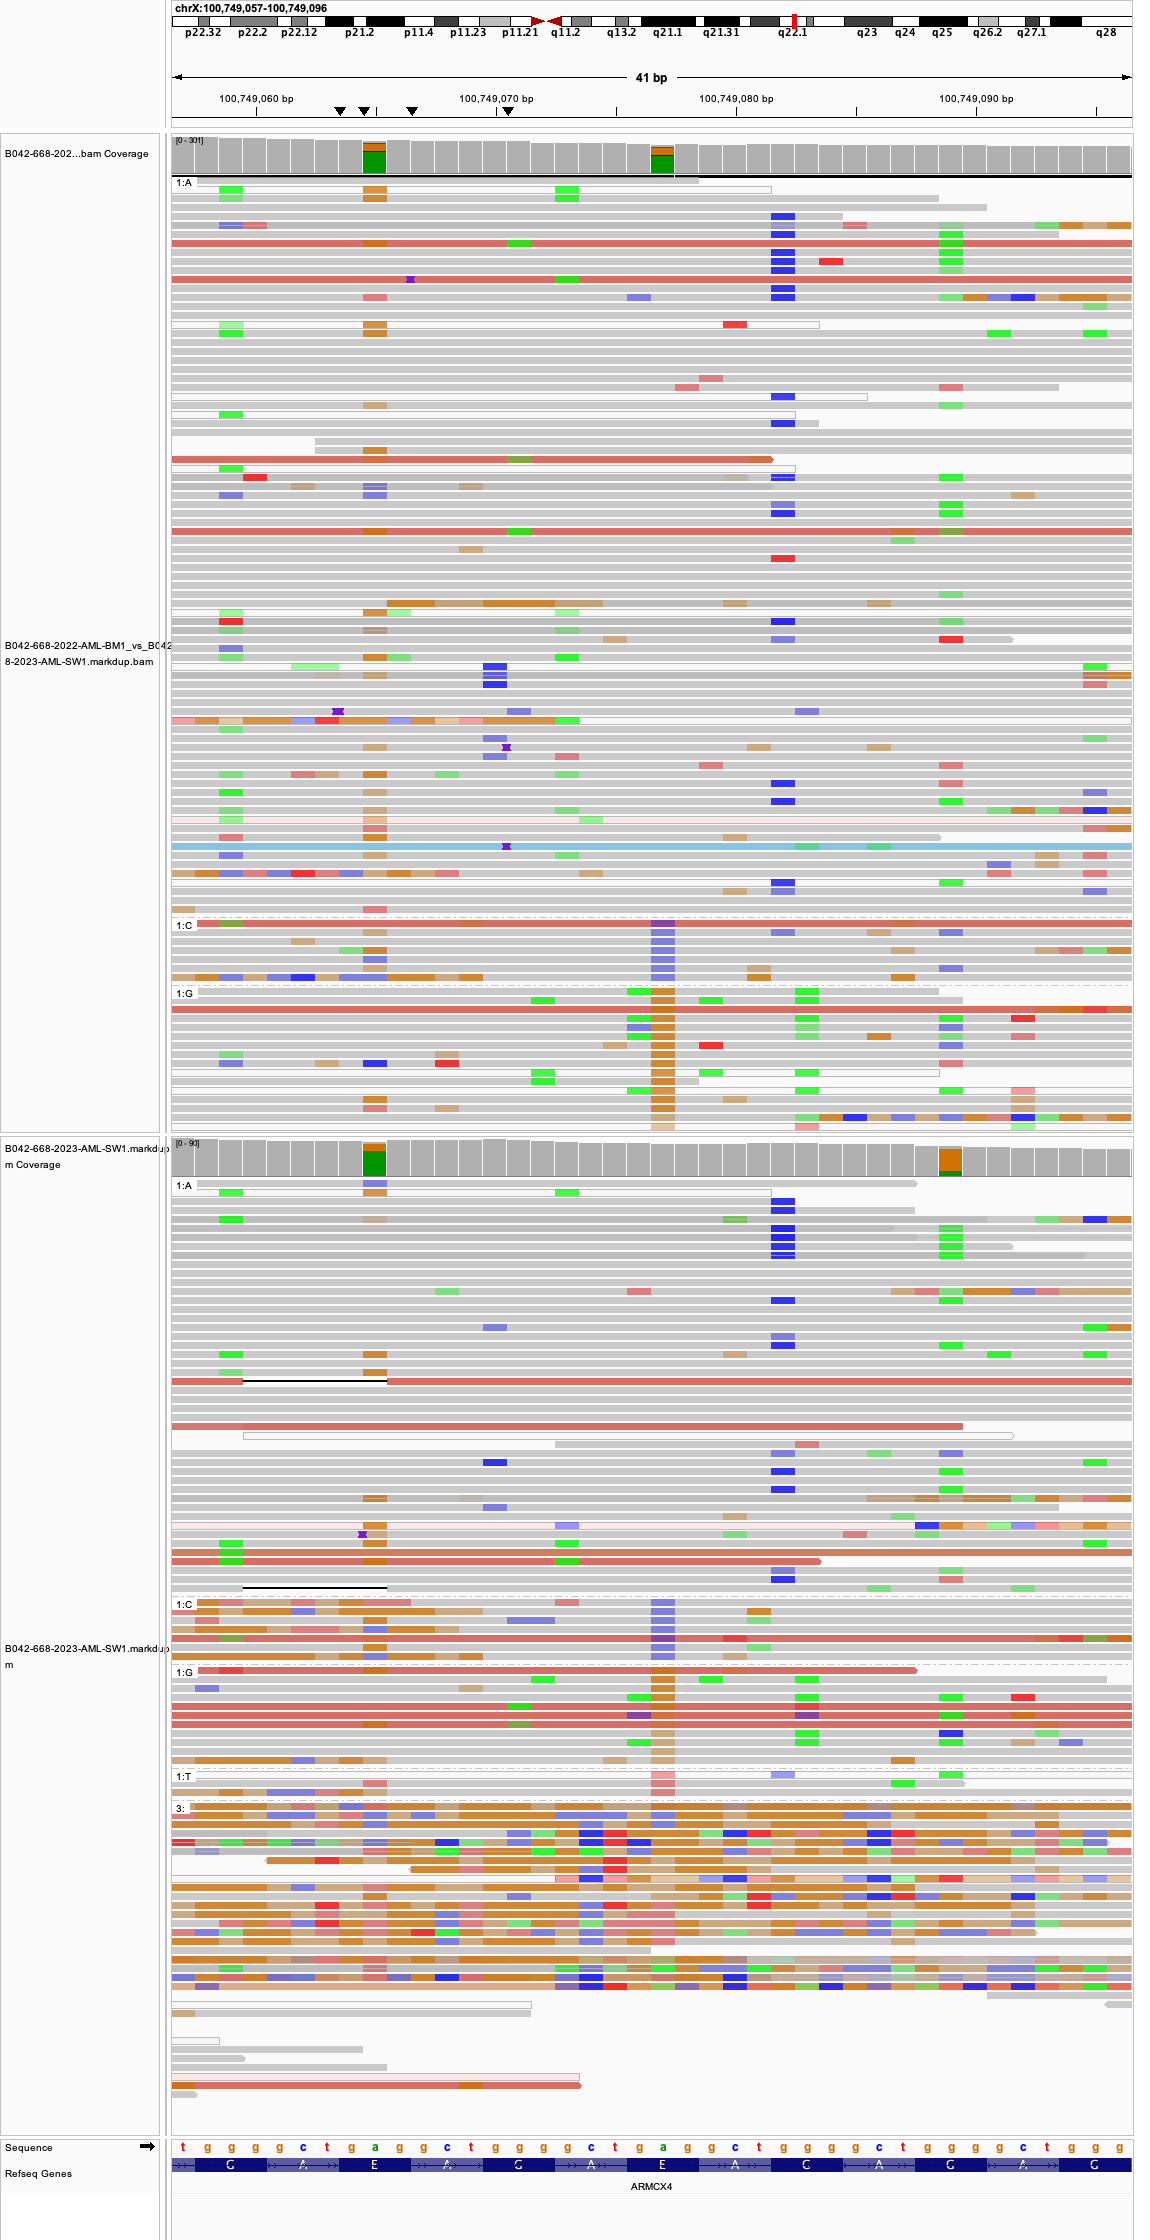 chrX:100,749,057-100,749,096
p22.32 p22.2 p22.12 p21.2 p11.4 p11.23 p11.21 q11.2 q13.2 q21.1 q21.31 q22.1 q23 q24 q25 q26.2 q27.1 q28
41 bp
100,749,060 bp 100,749,070 bp 100,749,080 bp 100,749,090 bp
B042-668-202...bam Coverage
[0 - 301]
1:A
B042-668-2022-AML-BM1_vs_B042
8-2023-AML-SW1.markdup.bam
1:C
1:G
B042-668-2023-AML-SW1.markdup
m Coverage
[0 - 90]
1:A
1:C
B042-668-2023-AML-SW1.markdup
m
1:G
1:T
3:
Sequence
t g g g g c t g a g g c t g g g g c t g a g g c t g g g g c t g g g g c t g g g
Refseq Genes
G A E A G A E A G A G A G
ARMCX4